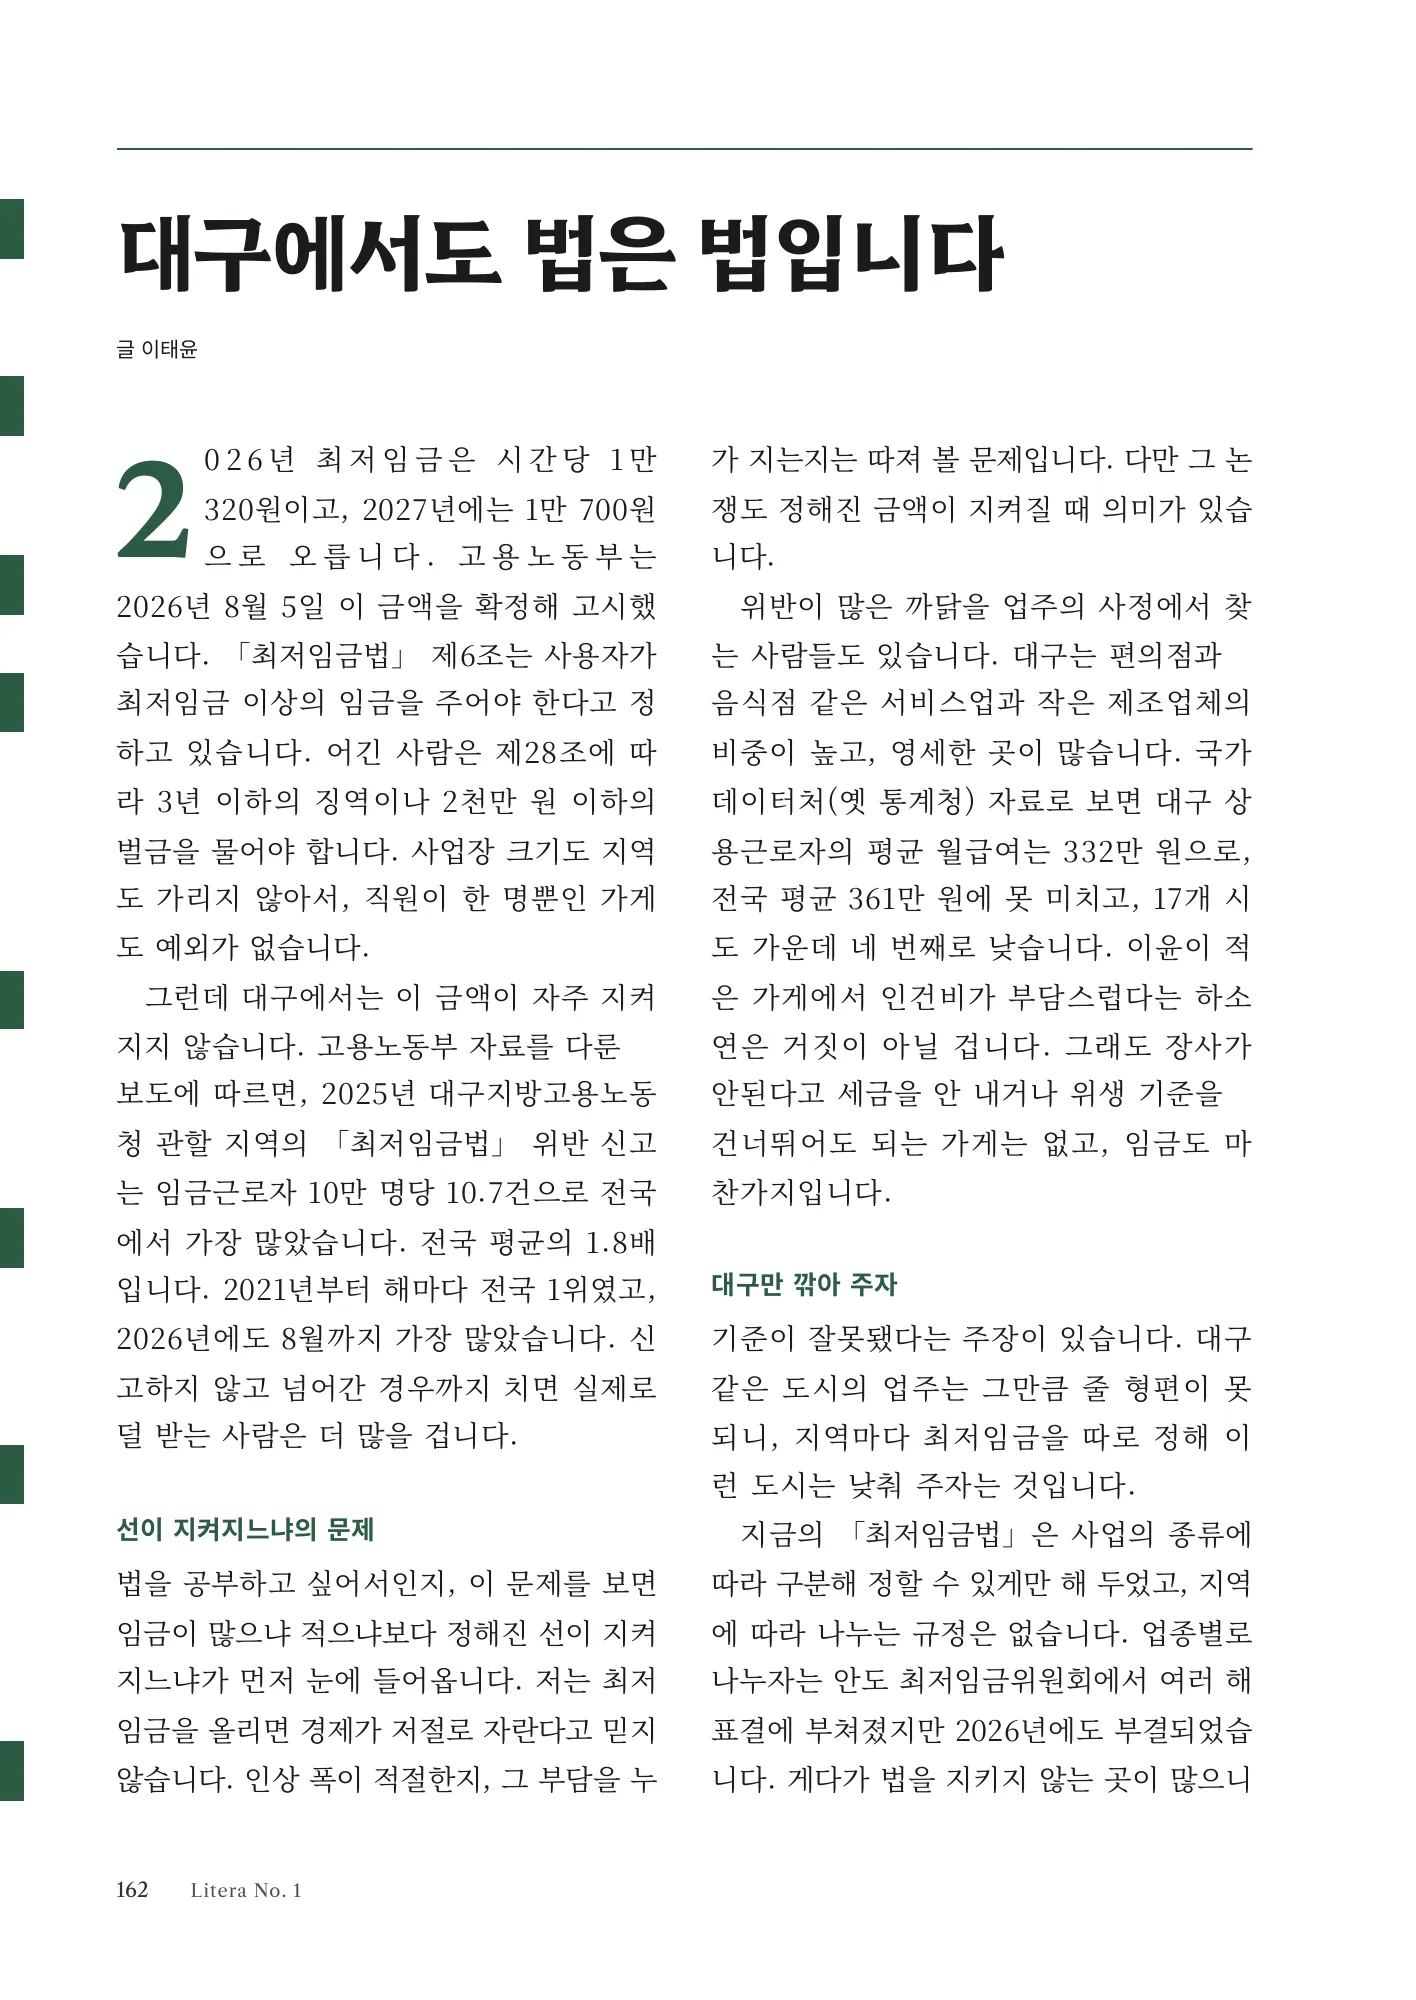 대구에서도 법은 법입니다
글 이태윤
2026년 최저임금은 시간당 1만
320원이고, 2027년에는 1만 700원
으로 오릅니다. 고용노동부는
2026년 8월 5일 이 금액을 확정해 고시했
습니다. 「최저임금법」 제6조는 사용자가
최저임금 이상의 임금을 주어야 한다고 정
하고 있습니다. 어긴 사람은 제28조에 따
라 3년 이하의 징역이나 2천만 원 이하의
벌금을 물어야 합니다. 사업장 크기도 지역
도 가리지 않아서, 직원이 한 명뿐인 가게
도 예외가 없습니다.
그런데 대구에서는 이 금액이 자주 지켜
지지 않습니다. 고용노동부 자료를 다룬
보도에 따르면, 2025년 대구지방고용노동
청 관할 지역의 「최저임금법」 위반 신고
는 임금근로자 10만 명당 10.7건으로 전국
에서 가장 많았습니다. 전국 평균의 1.8배
입니다. 2021년부터 해마다 전국 1위였고,
2026년에도 8월까지 가장 많았습니다. 신
고하지 않고 넘어간 경우까지 치면 실제로
덜 받는 사람은 더 많을 겁니다.
선이 지켜지느냐의 문제
법을 공부하고 싶어서인지, 이 문제를 보면
임금이 많으냐 적으냐보다 정해진 선이 지켜
지느냐가 먼저 눈에 들어옵니다. 저는 최저
임금을 올리면 경제가 저절로 자란다고 믿지
않습니다. 인상 폭이 적절한지, 그 부담을 누
가 지는지는 따져 볼 문제입니다. 다만 그 논
쟁도 정해진 금액이 지켜질 때 의미가 있습
니다.
위반이 많은 까닭을 업주의 사정에서 찾
는 사람들도 있습니다. 대구는 편의점과
음식점 같은 서비스업과 작은 제조업체의
비중이 높고, 영세한 곳이 많습니다. 국가
데이터처(옛 통계청) 자료로 보면 대구 상
용근로자의 평균 월급여는 332만 원으로,
전국 평균 361만 원에 못 미치고, 17개 시
도 가운데 네 번째로 낮습니다. 이윤이 적
은 가게에서 인건비가 부담스럽다는 하소
연은 거짓이 아닐 겁니다. 그래도 장사가
안된다고 세금을 안 내거나 위생 기준을
건너뛰어도 되는 가게는 없고, 임금도 마
찬가지입니다.
대구만 깎아 주자
기준이 잘못됐다는 주장이 있습니다. 대구
같은 도시의 업주는 그만큼 줄 형편이 못
되니, 지역마다 최저임금을 따로 정해 이
런 도시는 낮춰 주자는 것입니다.
지금의 「최저임금법」은 사업의 종류에
따라 구분해 정할 수 있게만 해 두었고, 지역
에 따라 나누는 규정은 없습니다. 업종별로
나누자는 안도 최저임금위원회에서 여러 해
표결에 부쳐졌지만 2026년에도 부결되었습
니다. 게다가 법을 지키지 않는 곳이 많으니
162 Litera No. 1